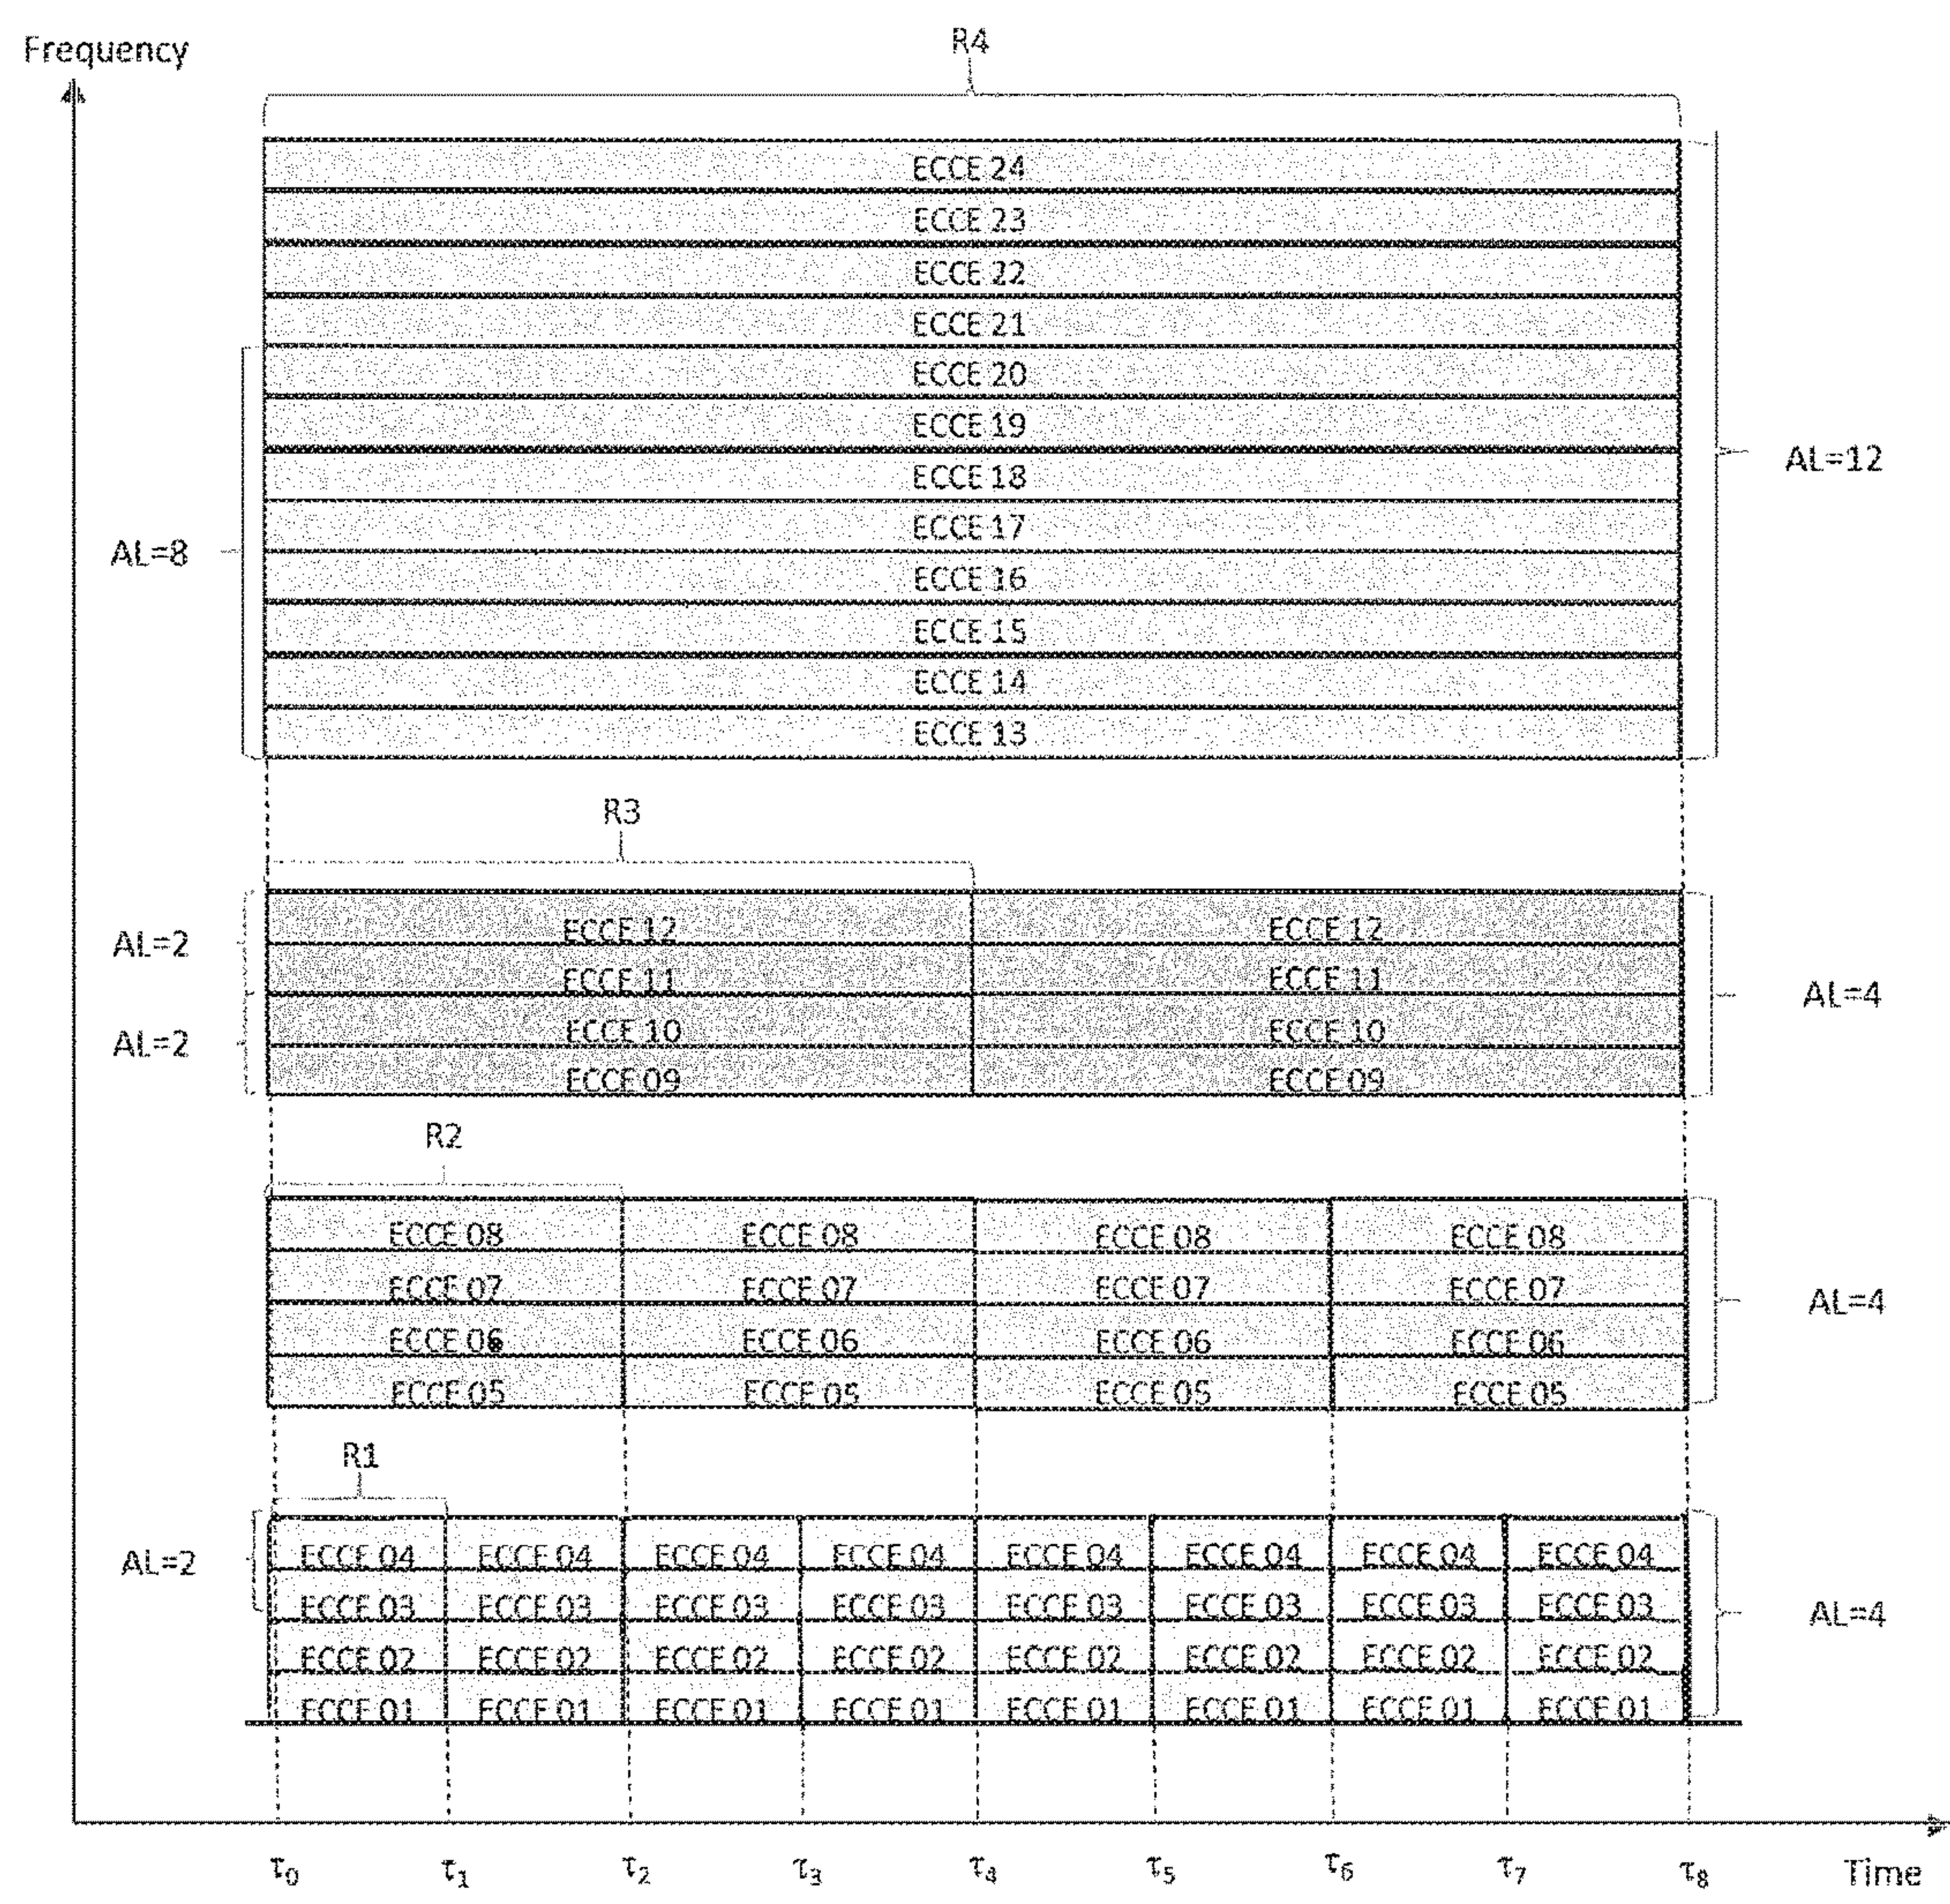 Frequency
R4
ECCE 24
ECCE 23
ECCE 22
ECCE 21
ECCE 20
ECCE 19
ECCE 18
ECCE 17
ECCE 16
ECCE 15
ECCE 14
ECCE 13
AL=8
AL=12
R3
ECCE 12 ECCE 12
ECCE 11 ECCE 11
ECCE 10 ECCE 10
ECCE 09 ECCE 09
AL=2
AL=2
AL=4
R2
ECCE 08 ECCE 08 ECCE 08 ECCE 08
ECCE 07 ECCE 07 ECCE 07 ECCE 07
ECCE 06 ECCE 06 ECCE 06 ECCE 06
ECCE 05 ECCE 05 ECCE 05 ECCE 05
AL=4
R1
ECCE 04 ECCE 04 ECCE 04 ECCE 04 ECCE 04 ECCE 04 ECCE 04 ECCE 04
ECCE 03 ECCE 03 ECCE 03 ECCE 03 ECCE 03 ECCE 03 ECCE 03 ECCE 03
ECCE 02 ECCE 02 ECCE 02 ECCE 02 ECCE 02 ECCE 02 ECCE 02 ECCE 02
ECCE 01 ECCE 01 ECCE 01 ECCE 01 ECCE 01 ECCE 01 ECCE 01 ECCE 01
AL=2
AL=4
τ0 τ1 τ2 τ3 τ4 τ5 τ6 τ7 τ8 Time